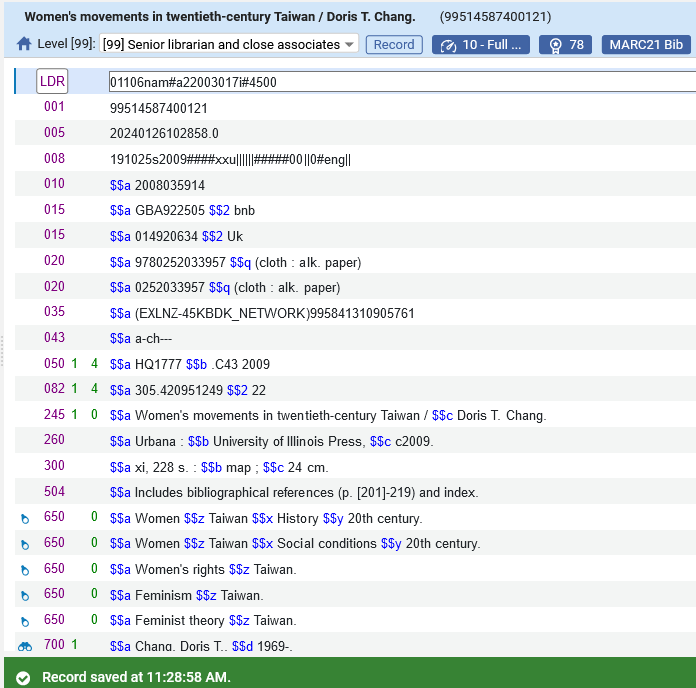 Women's movements in twentieth-century Taiwan / Doris T. Chang. (99514587400121)
Level [99]: [99] Senior librarian and close associates Record 10 - Full ... 78 MARC21 Bib
LDR 01106nam#a22003017i#4500
001 99514587400121
005 20240126102858.0
008 191025s2009####xxu||||||#####00||0#eng||
010 $$a 2008035914
015 $$a GBA922505 $$2 bnb
015 $$a 014920634 $$2 Uk
020 $$a 9780252033957 $$q (cloth : alk. paper)
020 $$a 0252033957 $$q (cloth : alk. paper)
035 $$a (EXLNZ-45KBDK_NETWORK)995841310905761
043 $$a a-ch---
050 1 4 $$a HQ1777 $$b .C43 2009
082 1 4 $$a 305.420951249 $$2 22
245 1 0 $$a Women's movements in twentieth-century Taiwan / $$c Doris T. Chang.
260 $$a Urbana : $$b University of Illinois Press, $$c c2009.
300 $$a xi, 228 s. : $$b map ; $$c 24 cm.
504 $$a Includes bibliographical references (p. [201]-219) and index.
650 0 $$a Women $$z Taiwan $$x History $$y 20th century.
650 0 $$a Women $$z Taiwan $$x Social conditions $$y 20th century.
650 0 $$a Women's rights $$z Taiwan.
650 0 $$a Feminism $$z Taiwan.
650 0 $$a Feminist theory $$z Taiwan.
700 1 $$a Chang, Doris T., $$d 1969-.
Record saved at 11:28:58 AM.